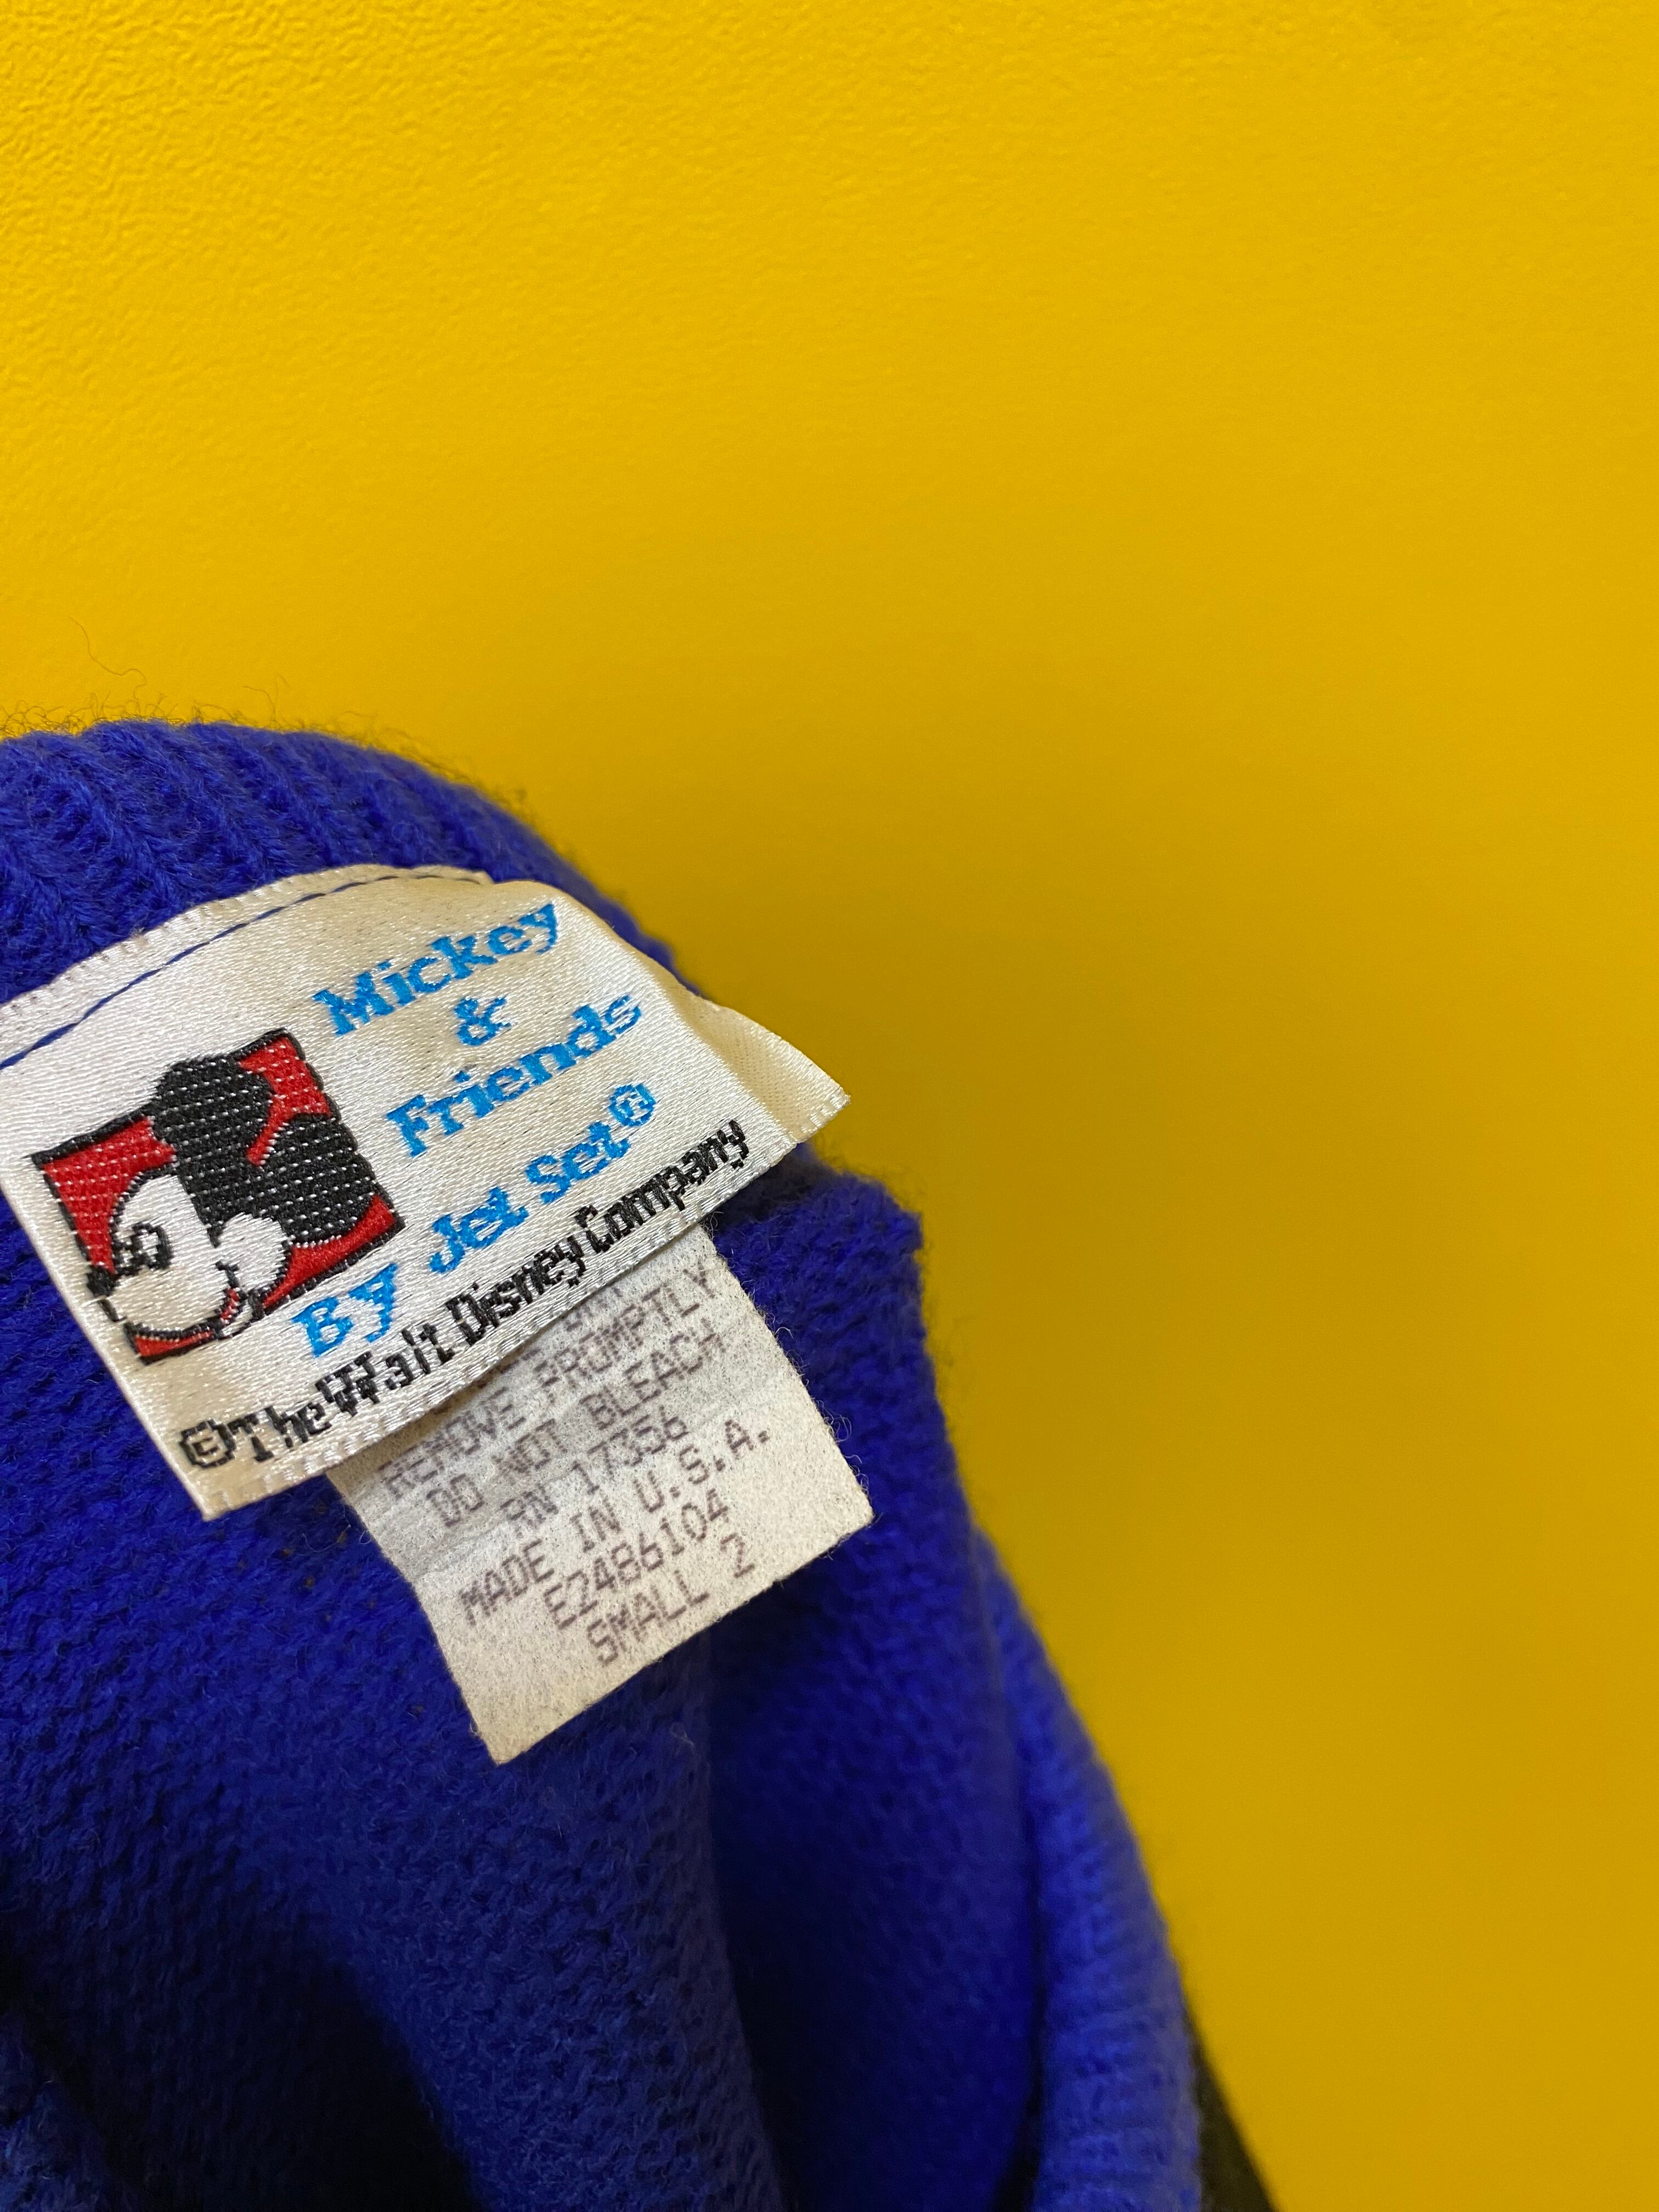 Mickey
&
Friends
By Jet Set®
©The Walt Disney Company
REMOVE PROMPTLY
DO NOT BLEACH
RN 17356
MADE IN U.S.A.
E2486104
SMALL 2